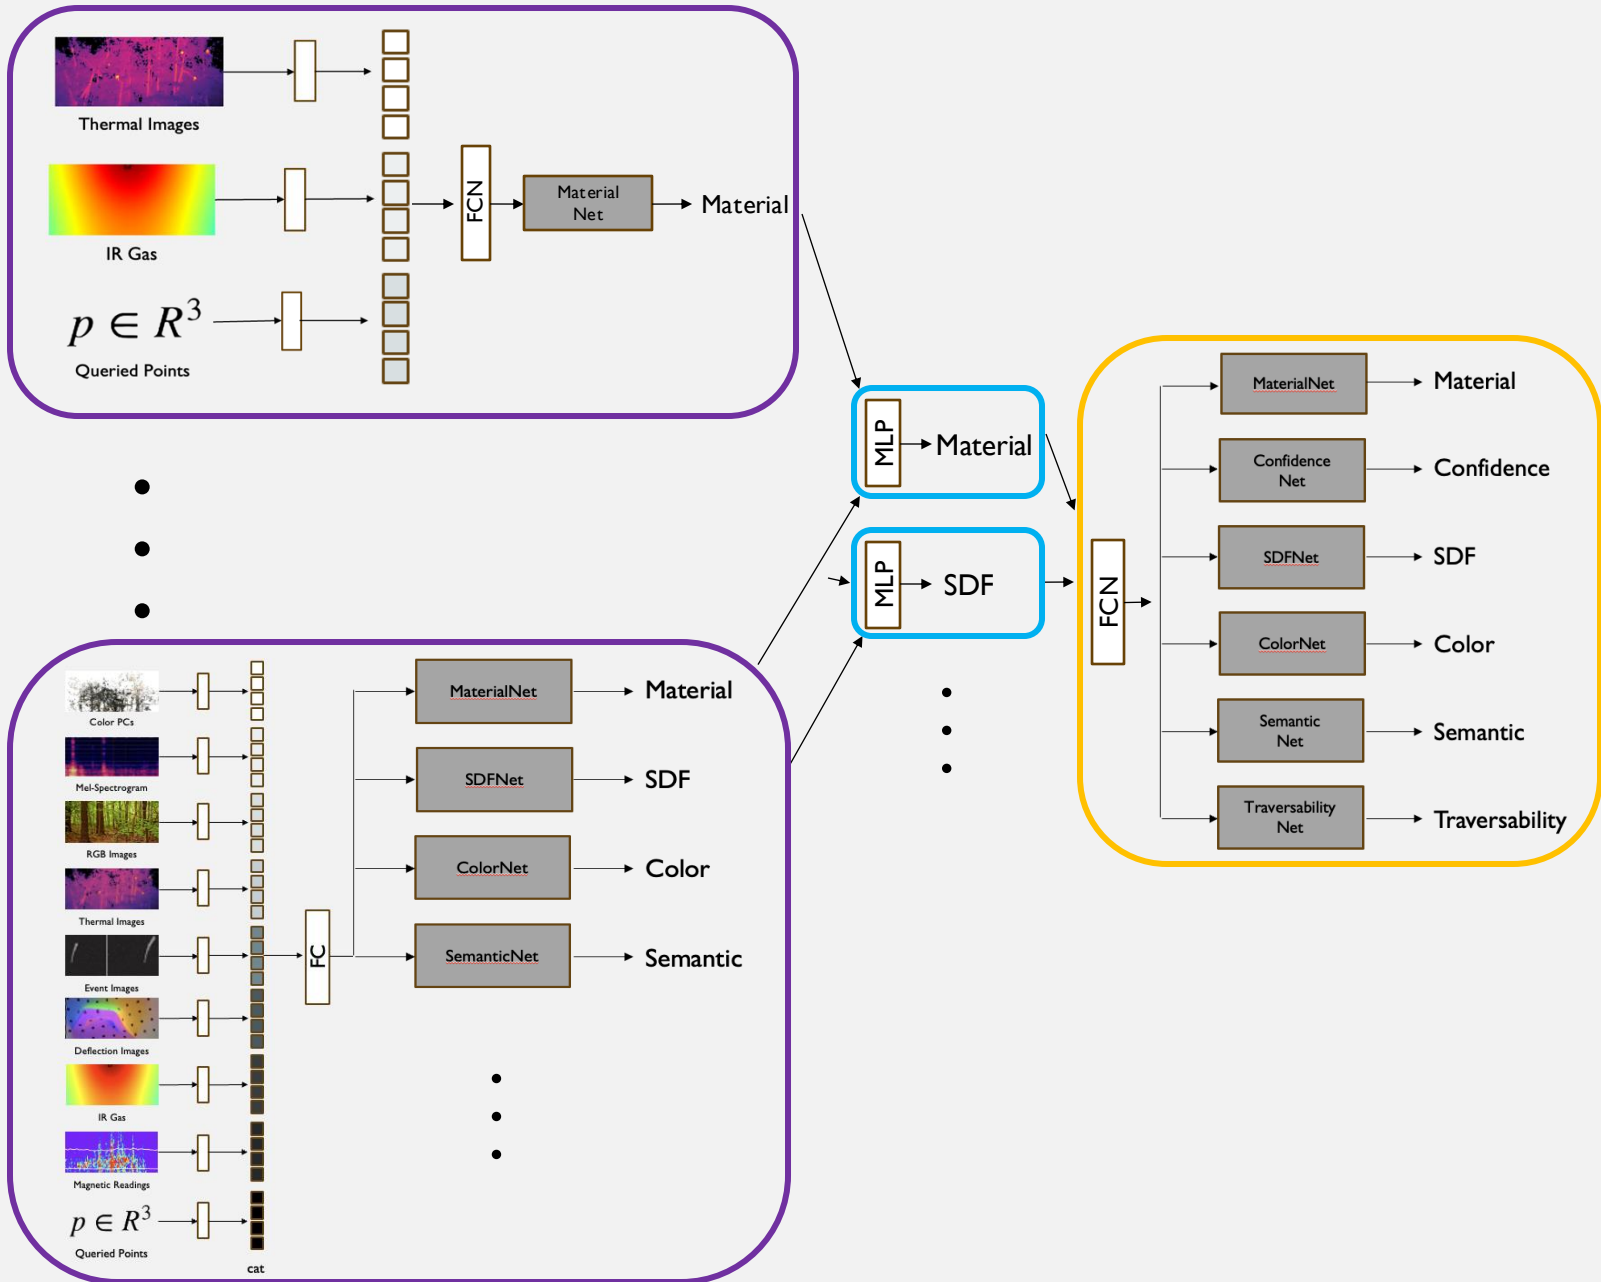 Thermal Images
IR Gas
p ∈ R³
Queried Points
FCN
Material
Net
Material
MLP
Material
MLP
SDF
Color PCs
Mel-Spectrogram
RGB Images
Thermal Images
Event Images
Deflection Images
IR Gas
Magnetic Readings
p ∈ R³
Queried Points
cat
FC
MaterialNet
Material
SDFNet
SDF
ColorNet
Color
SemanticNet
Semantic
FCN
MaterialNet
Material
Confidence
Net
Confidence
SDFNet
SDF
ColorNet
Color
Semantic
Net
Semantic
Traversability
Net
Traversability